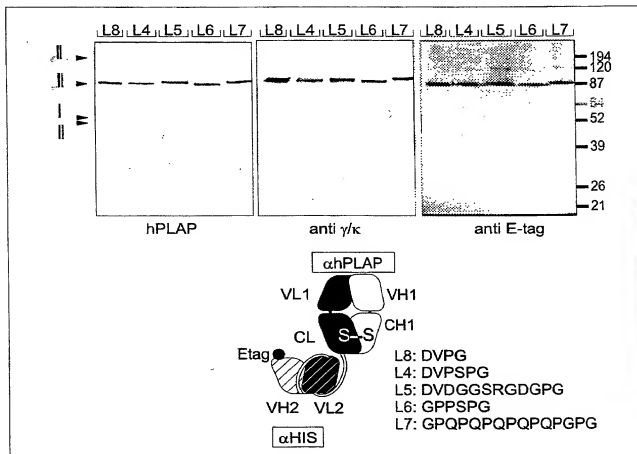 L8 L4 L5 L6 L7 L8 L4 L5 L6 L7 L8 L4 L5 L6 L7
194
120
87
64
52
39
26
21
hPLAP anti γ/κ anti E-tag
αhPLAP
VL1 VH1
CL S--S CH1
Etag
VH2 VL2
αHIS
L8: DVPG
L4: DVPSPG
L5: DVDGGSRGDGPG
L6: GPPSPG
L7: GPQPQPQPQPQPGPG